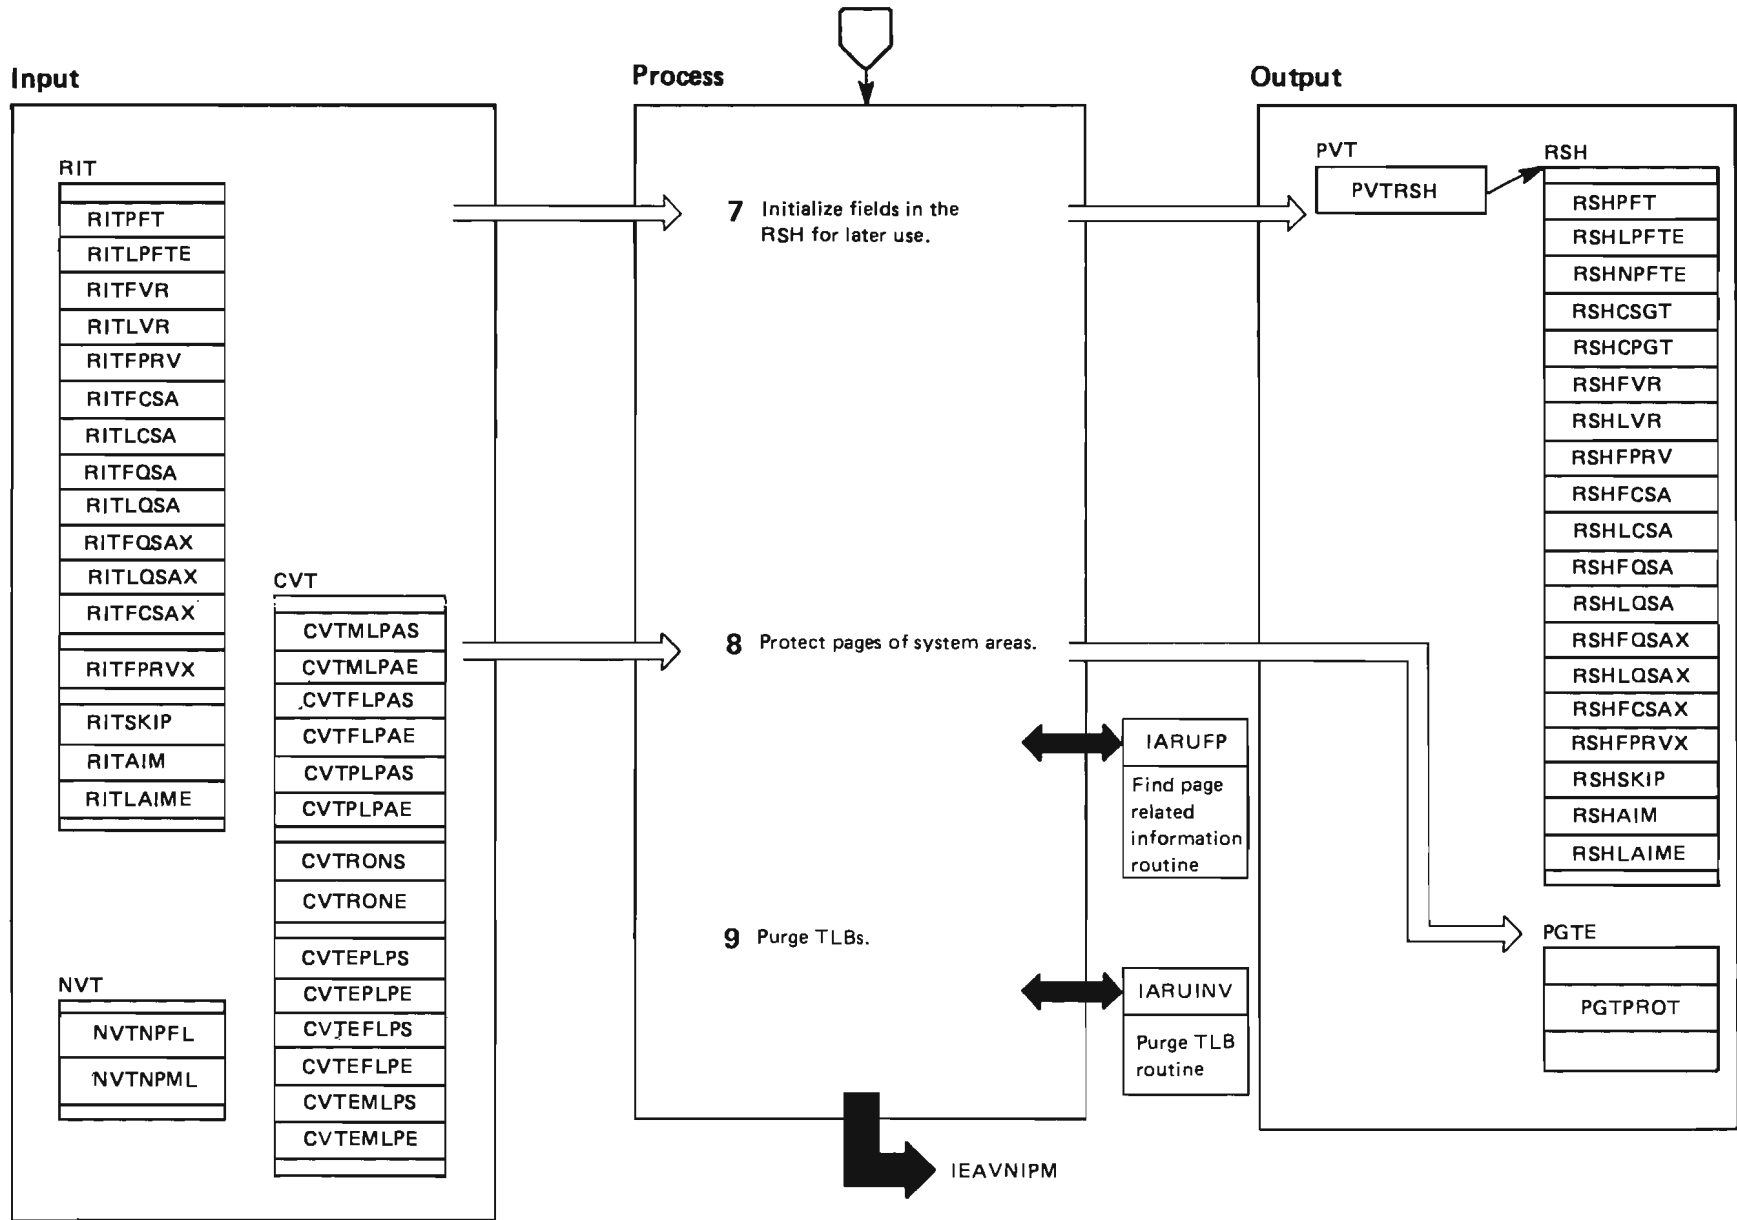 Input
Process
Output
RIT
RITPFT
RITLPFTE
RITFVR
RITLVR
RITFPRV
RITFCSA
RITLCSA
RITFQSA
RITLQSA
RITFQSAX
RITLQSAX
RITFCSAX
RITFPRVX
RITSKIP
RITAIM
RITLAIME
NVT
NVTNPFL
NVTNPML
CVT
CVTMLPAS
CVTMLPAE
CVTFLPAS
CVTFLPAE
CVTPLPAS
CVTPLPAE
CVTRONS
CVTRONE
CVTEPLPS
CVTEPLPE
CVTEFLPS
CVTEFLPE
CVTEMLPS
CVTEMLPE
7 Initialize fields in the
RSH for later use.
8 Protect pages of system areas.
IARUFP
Find page
related
information
routine
9 Purge TLBs.
IARUINV
Purge TLB
routine
IEAVNIPM
PVT
PVTRSH
RSH
RSHPFT
RSHLPFTE
RSHNPFTE
RSHCSGT
RSHCPGT
RSHFVR
RSHLVR
RSHFPRV
RSHFCSA
RSHLCSA
RSHFQSA
RSHLQSA
RSHFQSAX
RSHLQSAX
RSHFCSAX
RSHFPRVX
RSHSKIP
RSHAIM
RSHLAIME
PGTE
PGTPROT